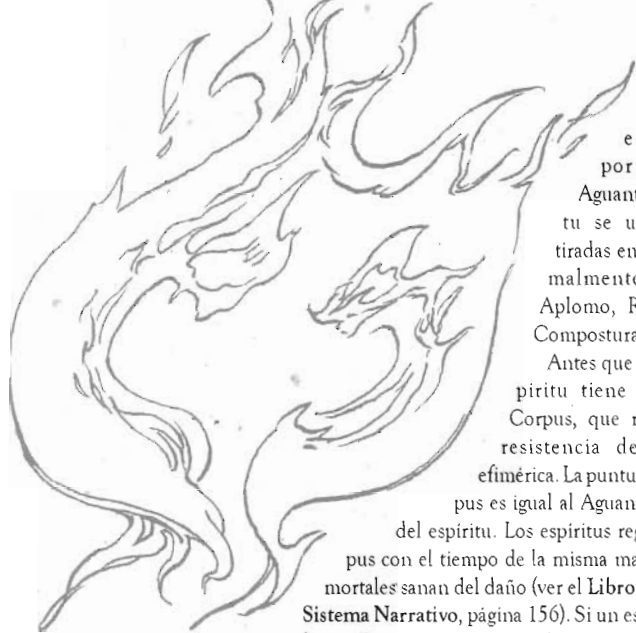 e
por
Aguant
tu se u
tiradas en
malmente
Aplomo, R
Compostura
Antes que
piritu tiene
Corpus, que
resistencia de
efimérica. La puntu
pus es igual al Aguan
del espíritu. Los espíritus reg
pus con el tiempo de la misma ma
mortales sanan del daño (ver el Libro
Sistema Narrativo, página 156). Si un es